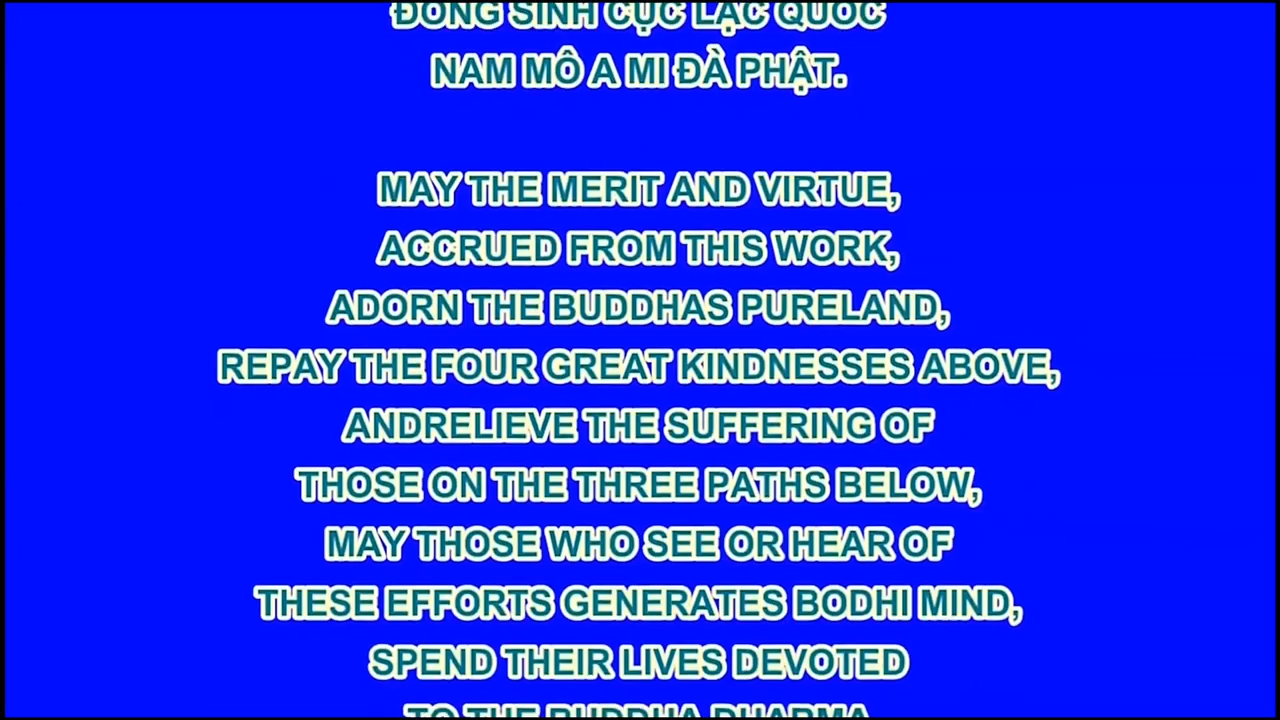 ĐỒNG SINH CỤC LẠC QUỐC
NAM MÔ A MI ĐÀ PHẬT.
MAY THE MERIT AND VIRTUE,
ACCRUED FROM THIS WORK,
ADORN THE BUDDHAS PURELAND,
REPAY THE FOUR GREAT KINDNESSES ABOVE,
ANDRELIEVE THE SUFFERING OF
THOSE ON THE THREE PATHS BELOW,
MAY THOSE WHO SEE OR HEAR OF
THESE EFFORTS GENERATES BODHI MIND,
SPEND THEIR LIVES DEVOTED
TO THE BUDDHA DHARMA